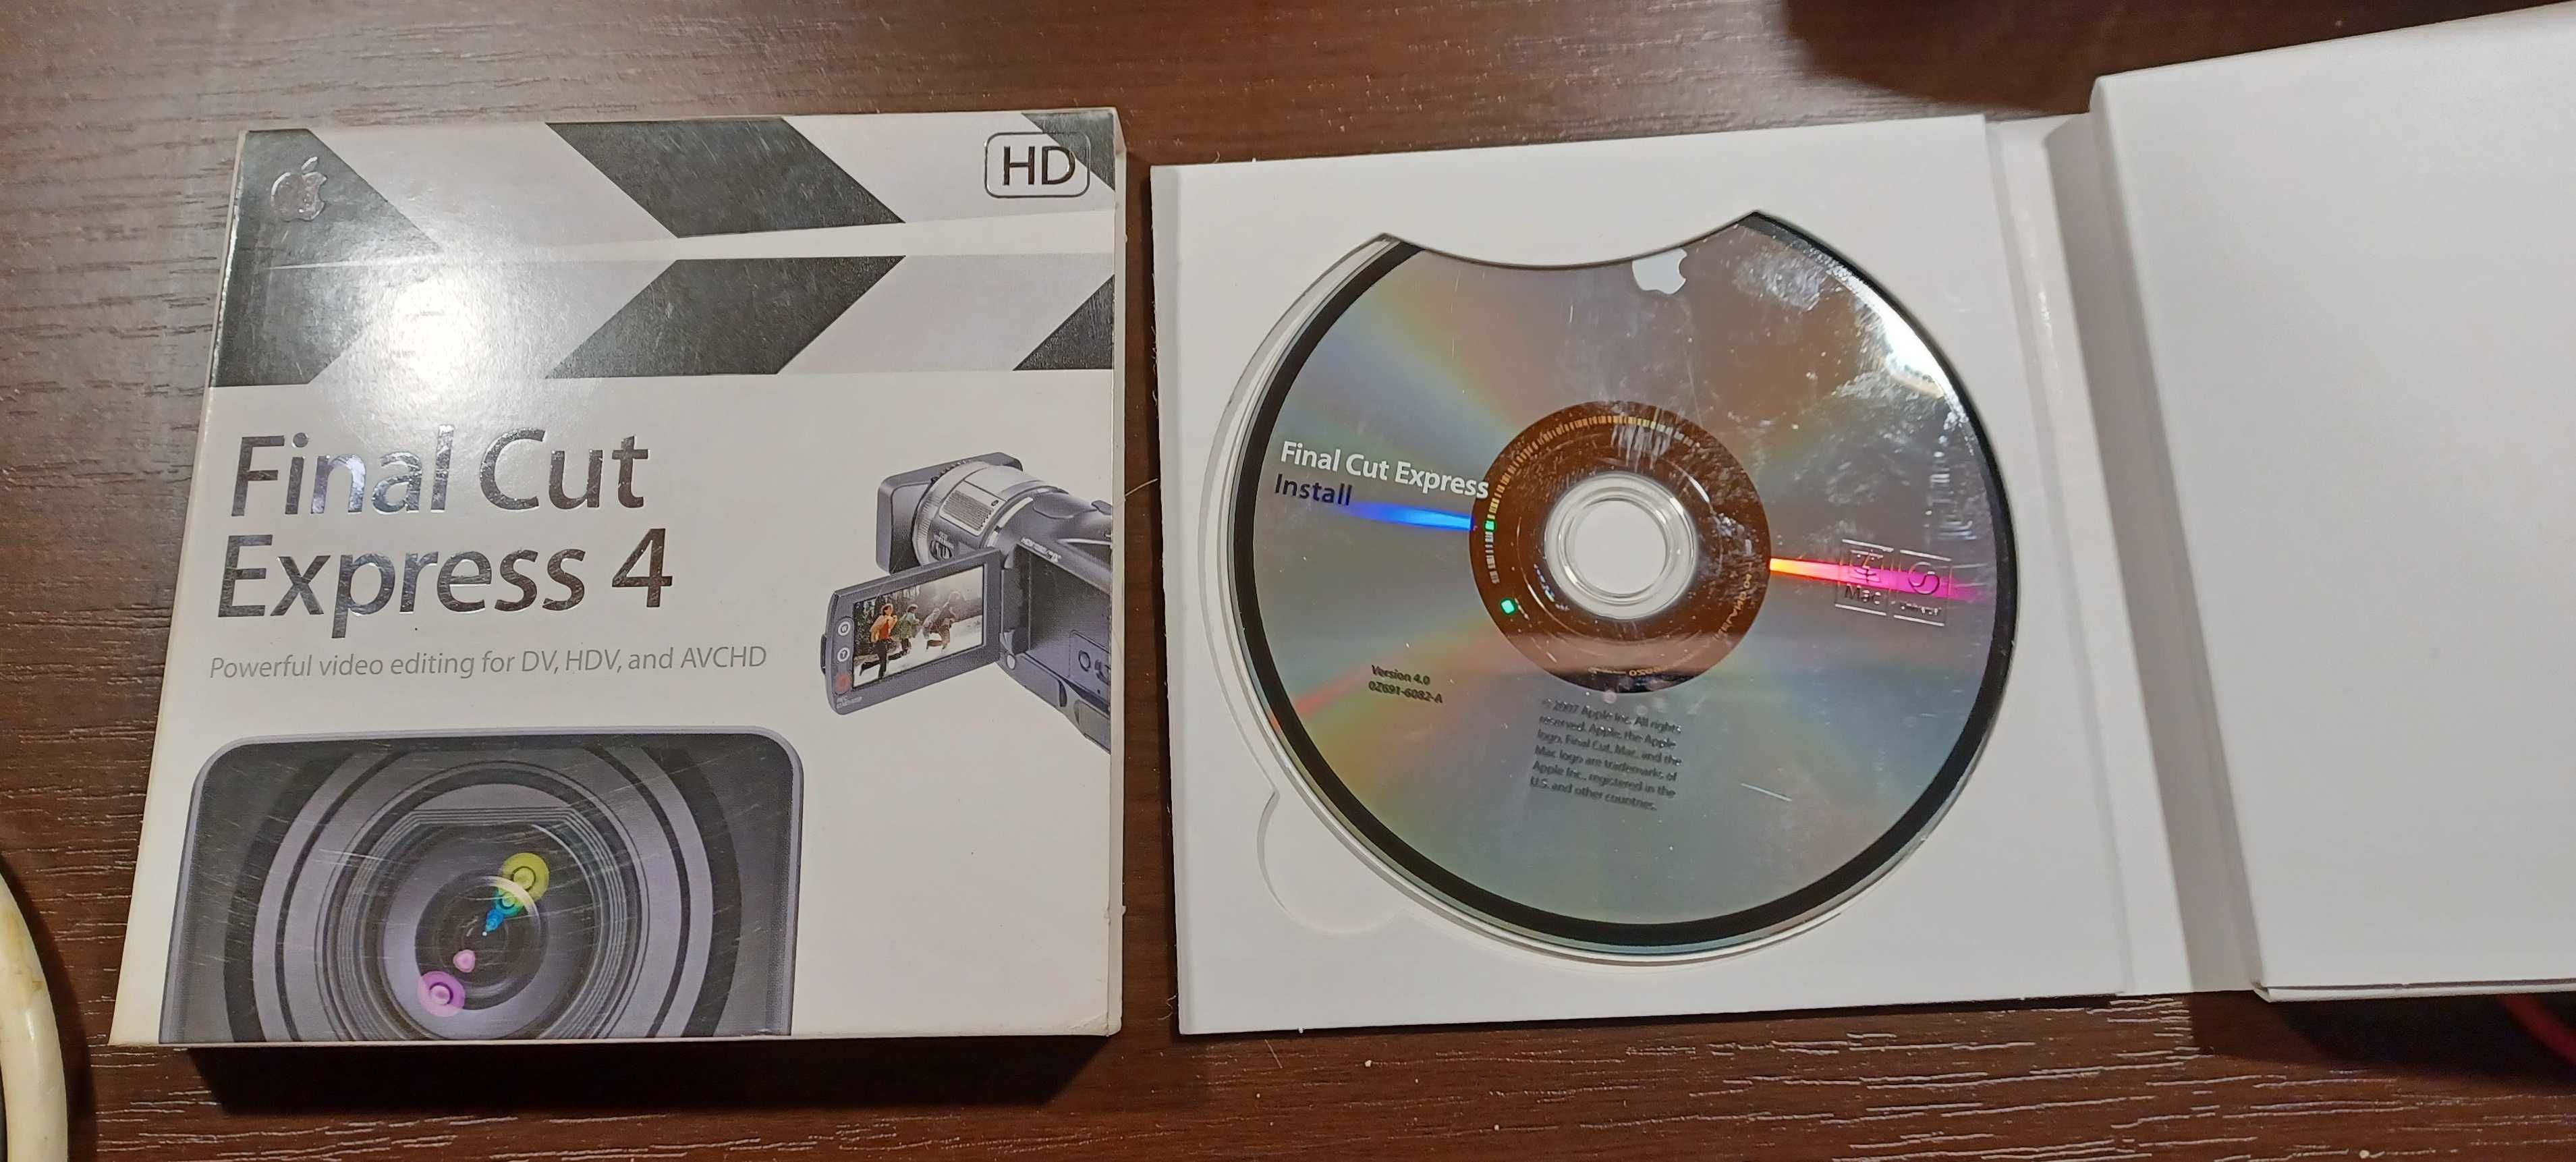 HD
Final Cut
Express 4
Powerful video editing for DV, HDV, and AVCHD
Final Cut Express
Install
Mac
Version 4.0
0Z691-6082-A
© 2007 Apple Inc. All rights
reserved. Apple, the Apple
logo, Final Cut, Mac, and the
Mac logo are trademarks of
Apple Inc., registered in the
U.S. and other countries.